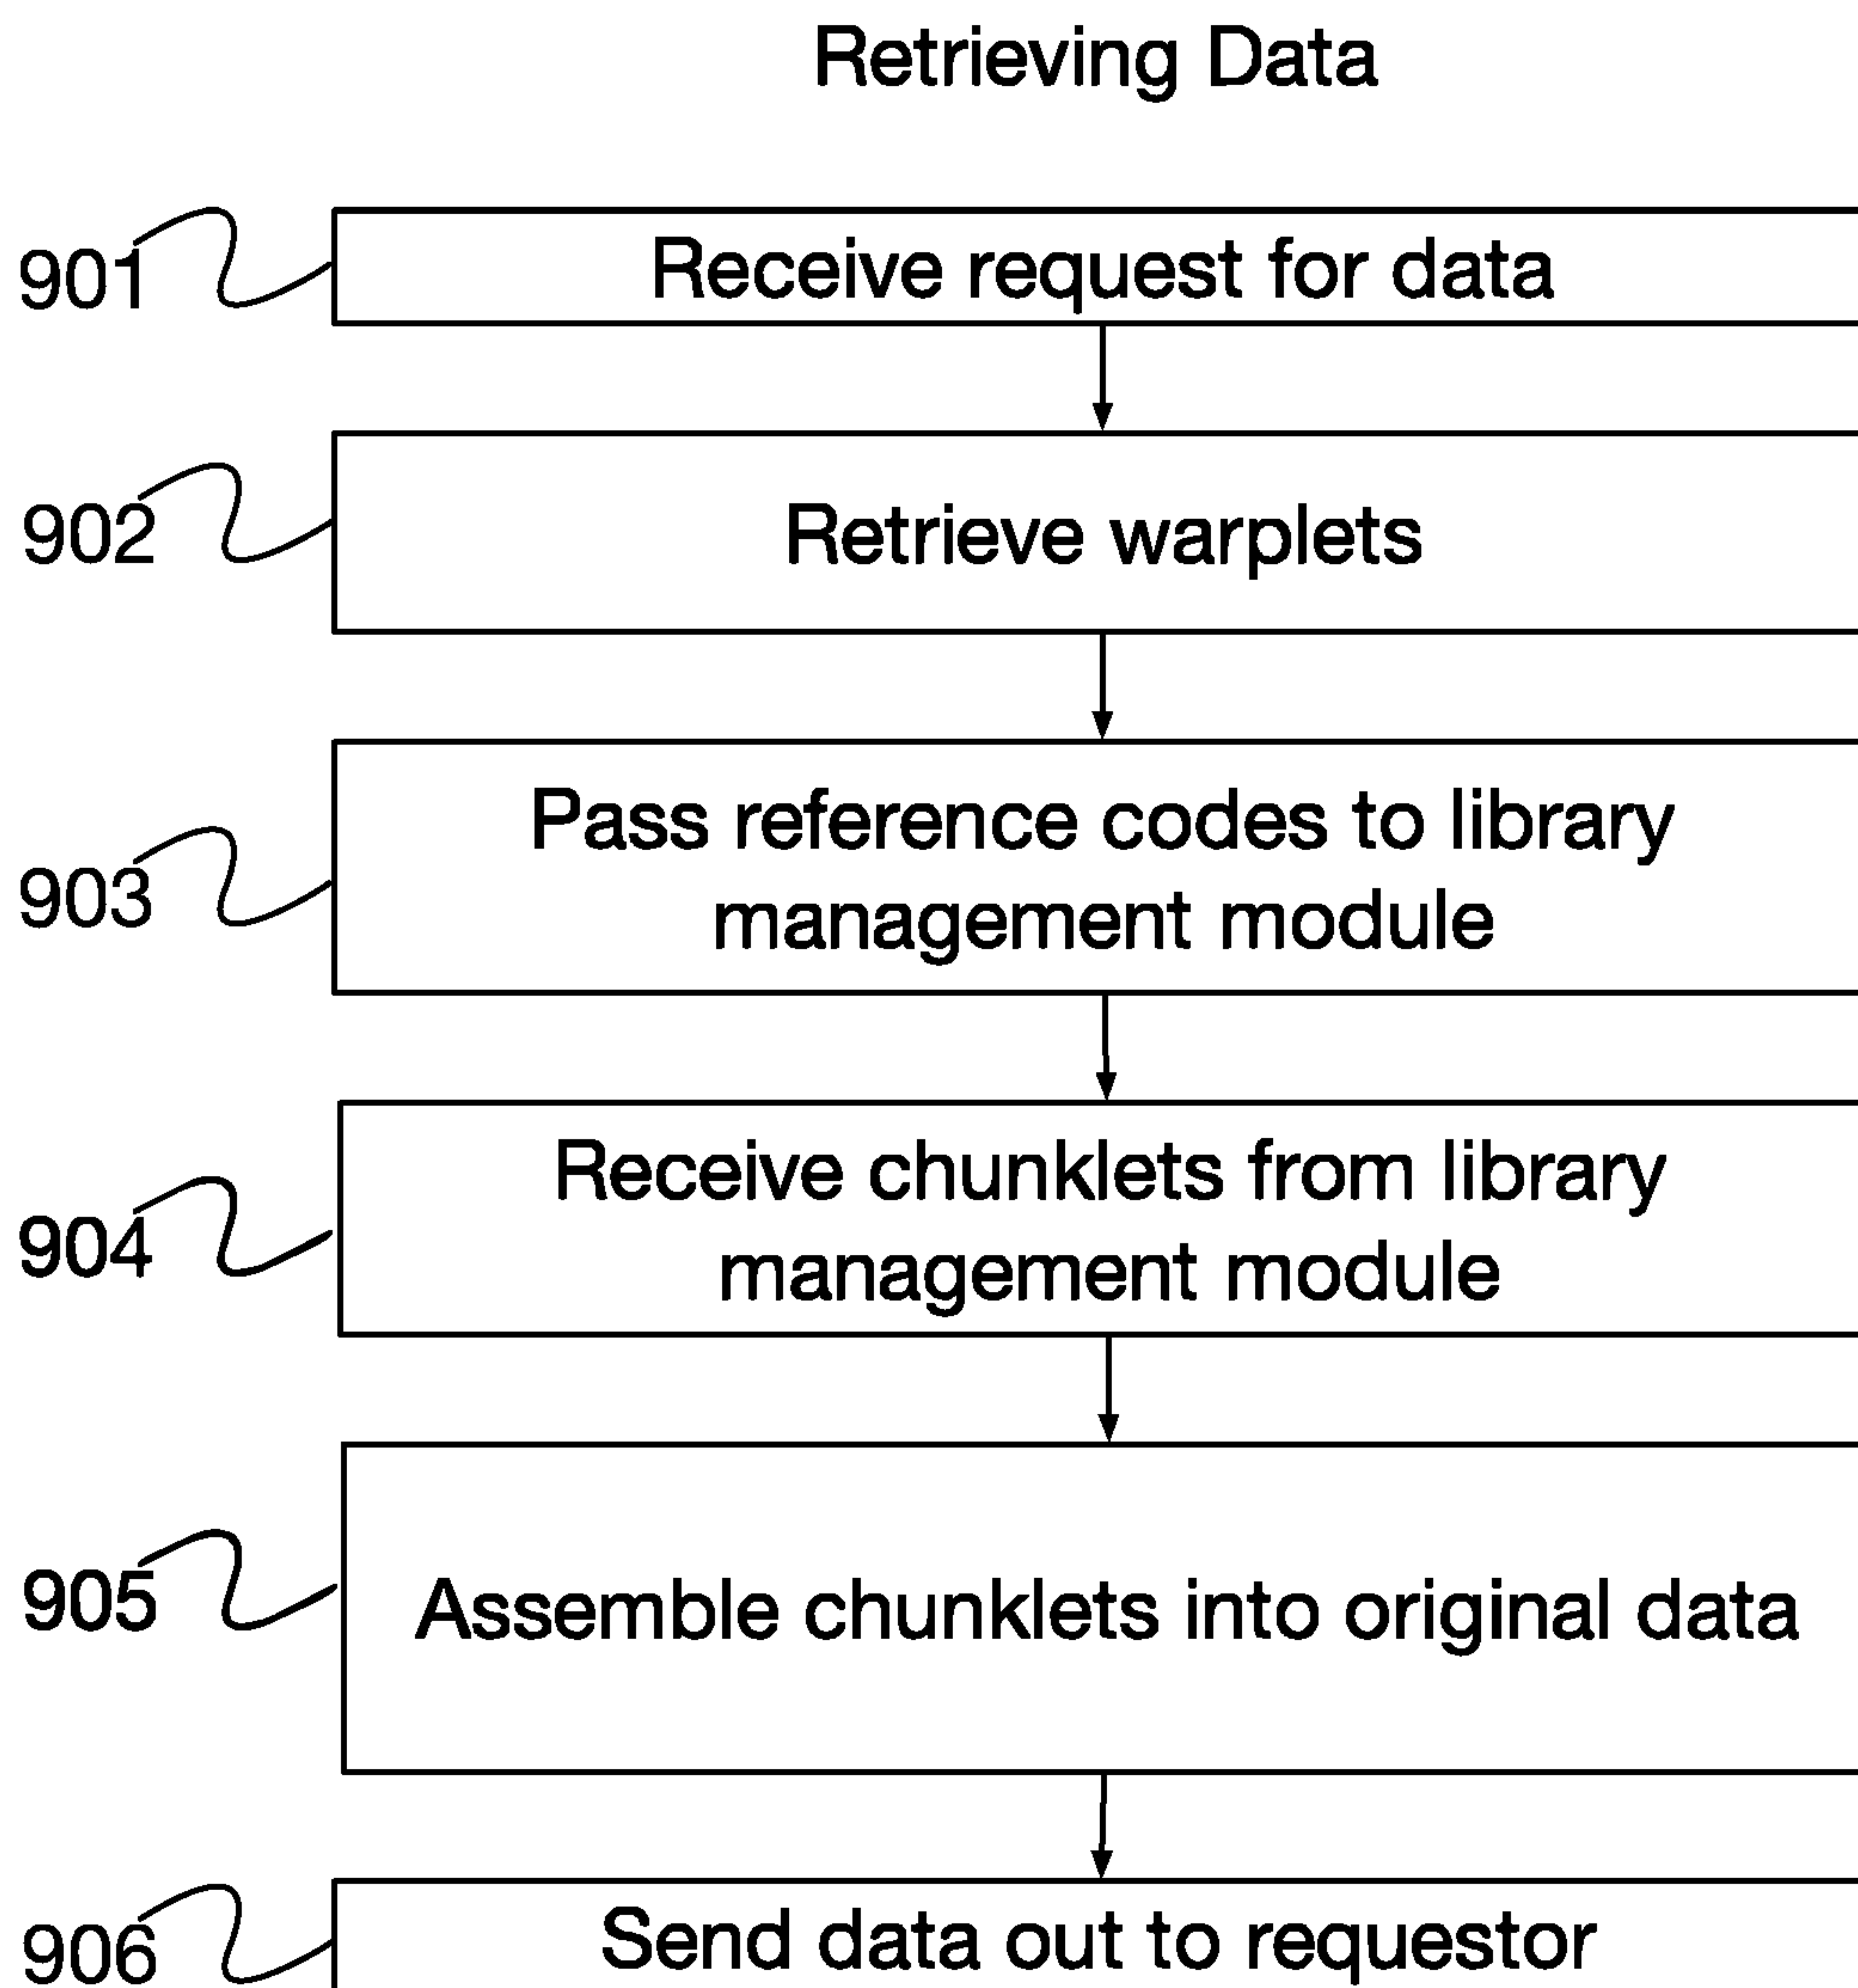 Retrieving Data
901
Receive request for data
902
Retrieve warplets
903
Pass reference codes to library
management module
904
Receive chunklets from library
management module
905
Assemble chunklets into original data
906
Send data out to requestor